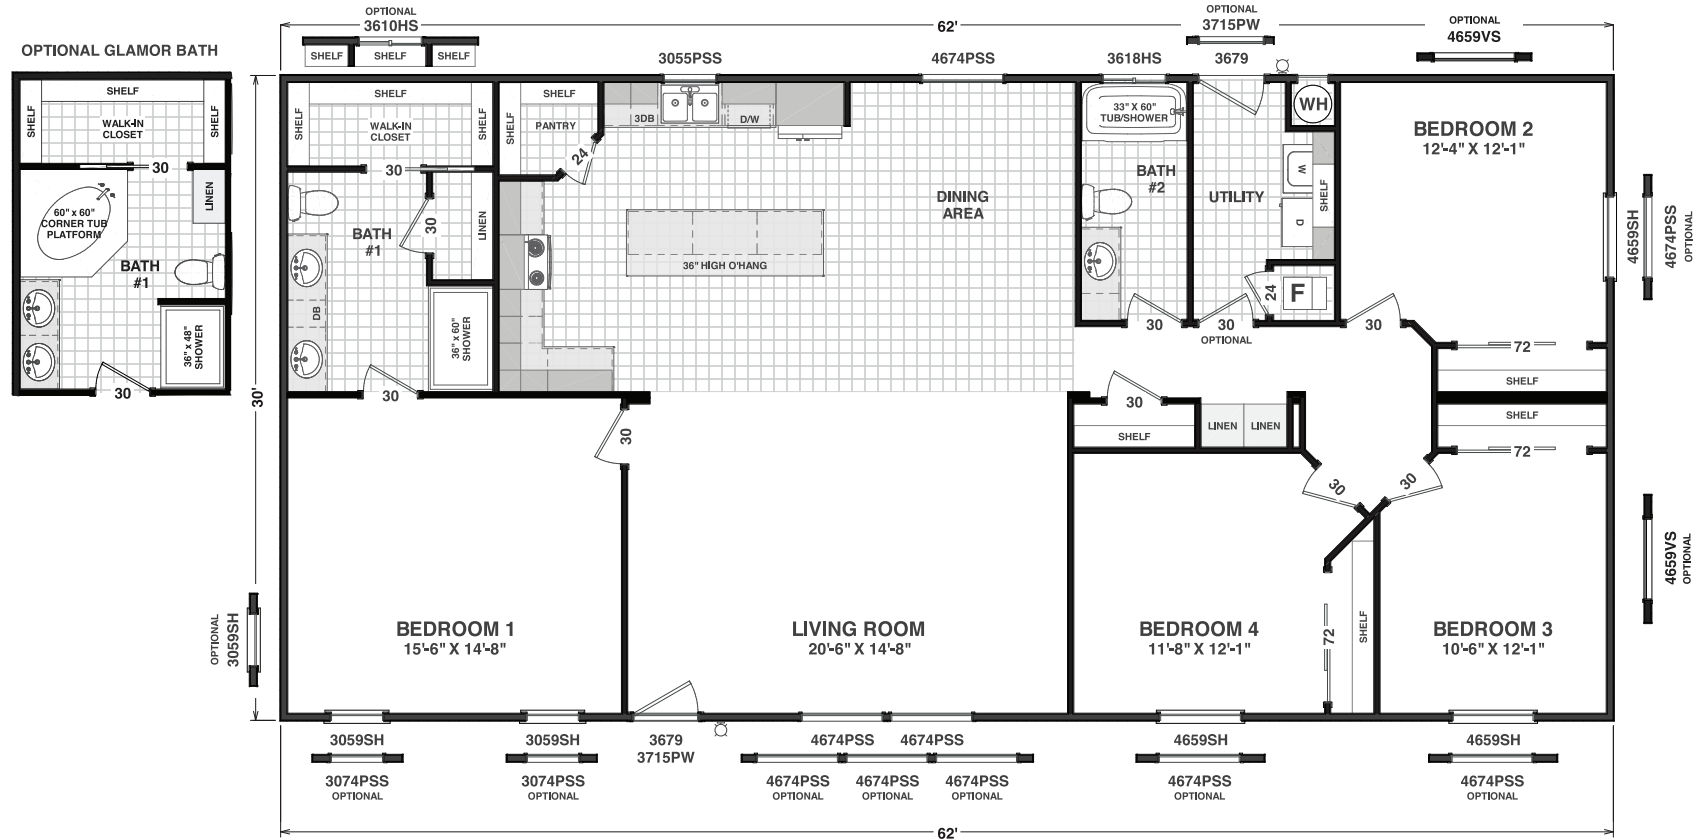 OPTIONAL
3610HS
62'
OPTIONAL
3715PW
OPTIONAL
4659VS
OPTIONAL GLAMOR BATH
SHELF
SHELF
SHELF
3055PSS
4674PSS
3618HS
3679
SHELF
SHELF
SHELF
WALK-IN
CLOSET
30
LINEN
60" x 60"
CORNER TUB
PLATFORM
BATH
#1
36" x 48"
SHOWER
30
30'
SHELF
SHELF
SHELF
WALK-IN
CLOSET
30
BATH
#1
30
LINEN
DB
36" x 60"
SHOWER
30
SHELF
SHELF
PANTRY
24
3DB
D/W
36" HIGH O'HANG
DINING
AREA
33" X 60"
TUB/SHOWER
BATH
#2
30
UTILITY
WH
W
D
SHELF
24
F
30
OPTIONAL
BEDROOM 2
12'-4" X 12'-1"
30
72
SHELF
4659SH
4674PSS
OPTIONAL
30
SHELF
LINEN
LINEN
SHELF
72
30
30
30
4659VS
OPTIONAL
OPTIONAL
3059SH
BEDROOM 1
15'-6" X 14'-8"
LIVING ROOM
20'-6" X 14'-8"
BEDROOM 4
11'-8" X 12'-1"
72
SHELF
BEDROOM 3
10'-6" X 12'-1"
3059SH
3074PSS
OPTIONAL
3059SH
3074PSS
OPTIONAL
3679
3715PW
4674PSS
4674PSS
4674PSS
OPTIONAL
4674PSS
OPTIONAL
4674PSS
OPTIONAL
4659SH
4674PSS
OPTIONAL
4659SH
4674PSS
OPTIONAL
62'